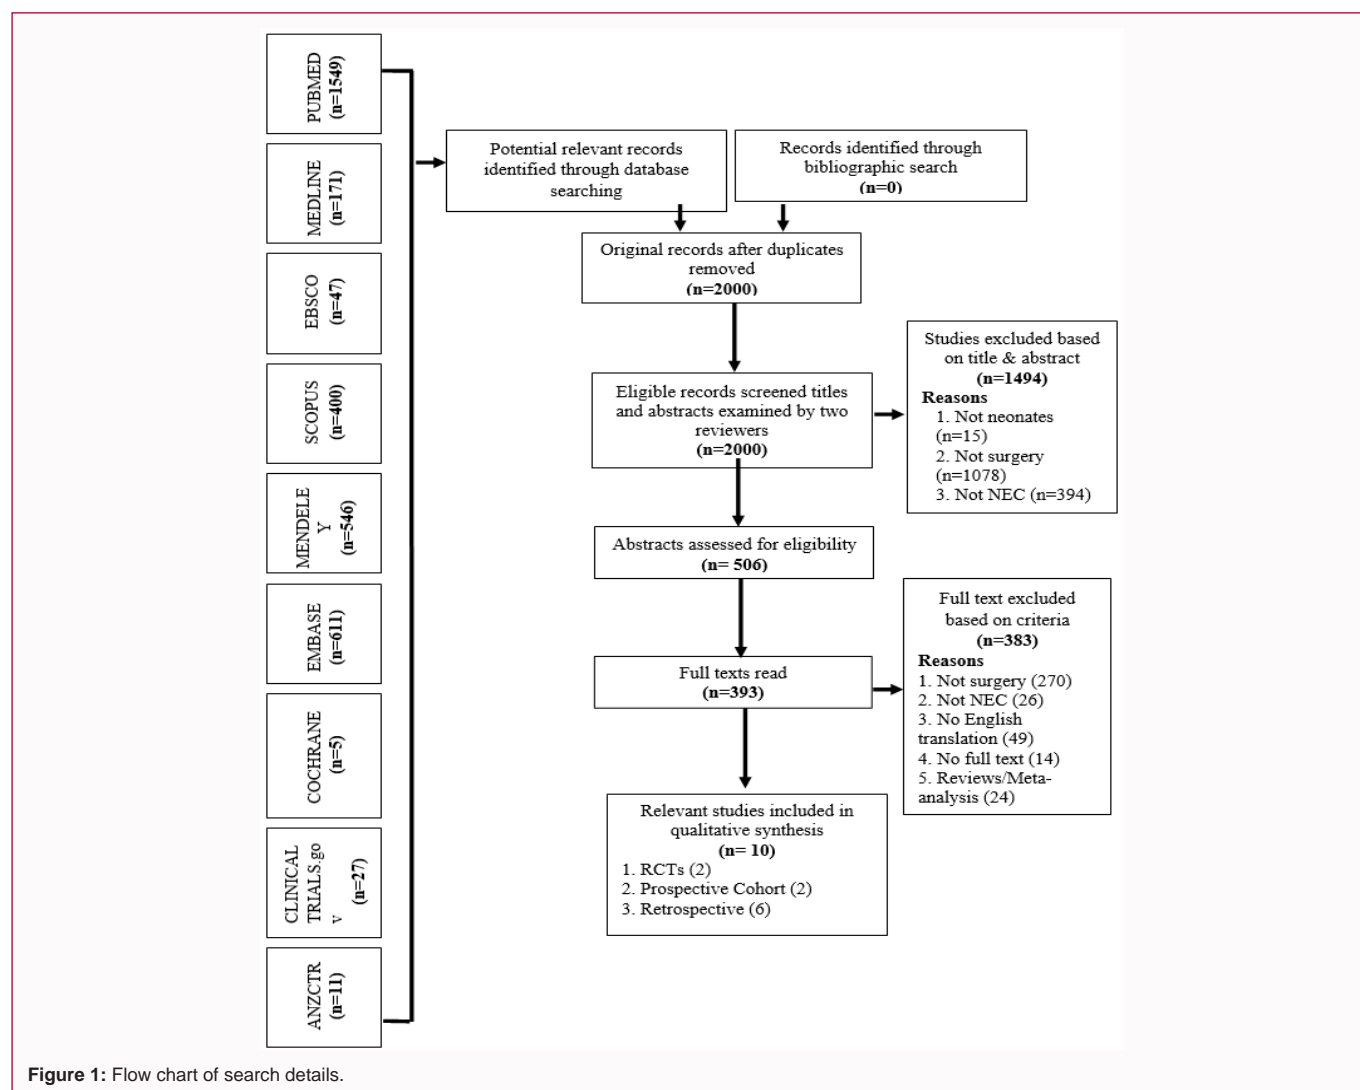 PUBMED
(n=1549)
MEDLINE
(n=171)
EBSCO
(n=47)
SCOPUS
(n=400)
MENDELE
Y
(n=546)
EMBASE
(n=611)
COCHRANE
(n=5)
CLINICAL
TRIALS.go
v
(n=27)
ANZCTR
(n=11)
Potential relevant records
identified through database
searching
Records identified through
bibliographic search
(n=0)
Original records after duplicates
removed
(n=2000)
Eligible records screened titles
and abstracts examined by two
reviewers
(n=2000)
Studies excluded based
on title & abstract
(n=1494)
Reasons
1. Not neonates
(n=15)
2. Not surgery
(n=1078)
3. Not NEC (n=394)
Abstracts assessed for eligibility
(n= 506)
Full texts read
(n=393)
Full text excluded
based on criteria
(n=383)
Reasons
1. Not surgery (270)
2. Not NEC (26)
3. No English
translation (49)
4. No full text (14)
5. Reviews/Meta-
analysis (24)
Relevant studies included in
qualitative synthesis
(n= 10)
1. RCTs (2)
2. Prospective Cohort (2)
3. Retrospective (6)
Figure 1: Flow chart of search details.